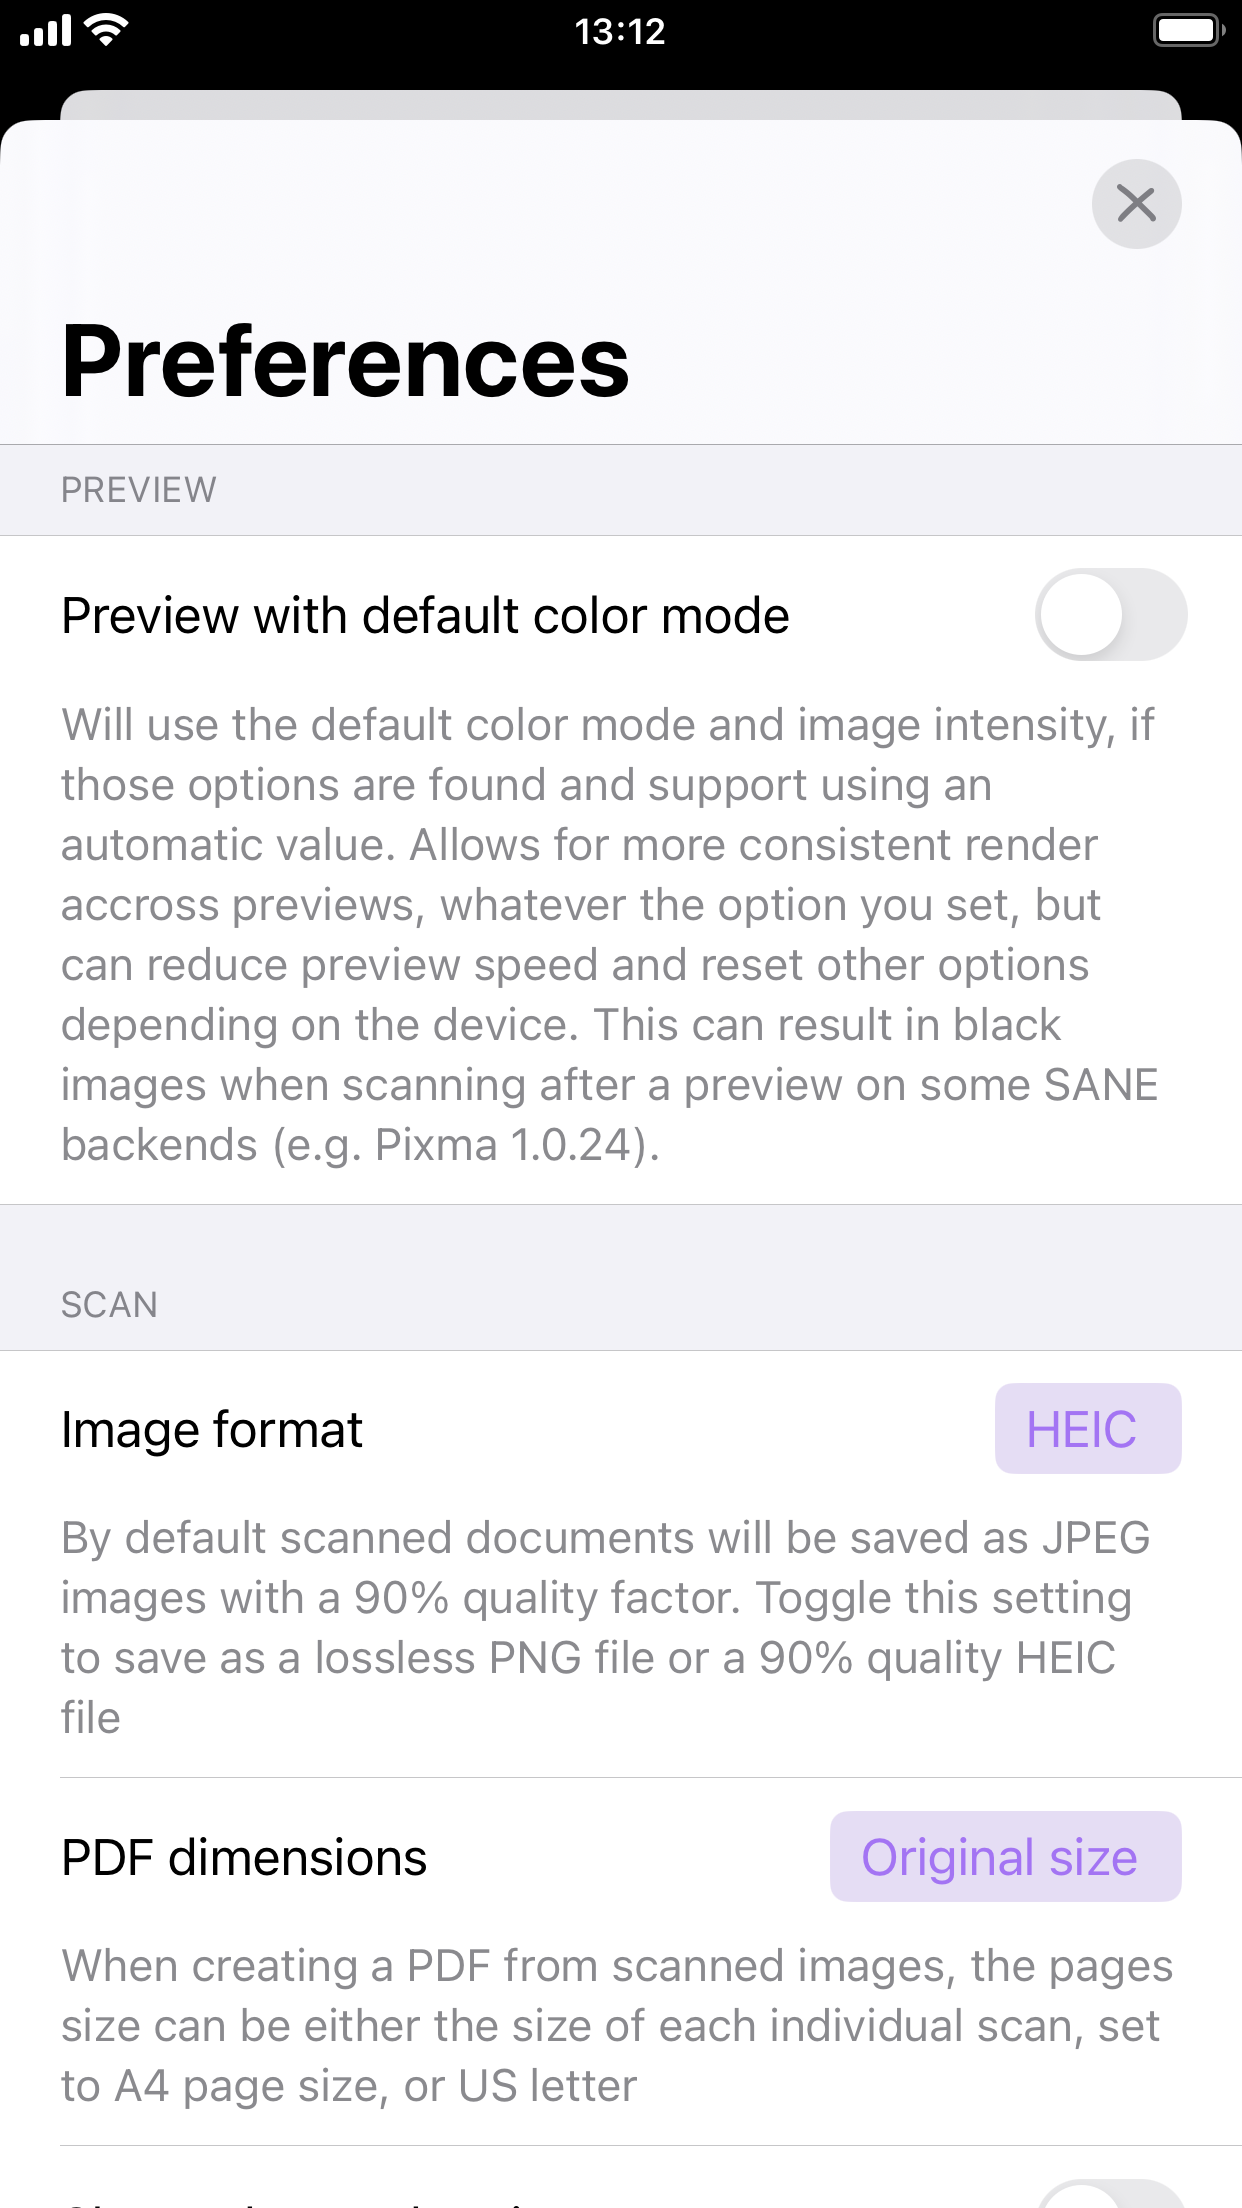 13:12
Preferences
PREVIEW
Preview with default color mode
Will use the default color mode and image intensity, if
those options are found and support using an
automatic value. Allows for more consistent render
accross previews, whatever the option you set, but
can reduce preview speed and reset other options
depending on the device. This can result in black
images when scanning after a preview on some SANE
backends (e.g. Pixma 1.0.24).
SCAN
Image format
HEIC
By default scanned documents will be saved as JPEG
images with a 90% quality factor. Toggle this setting
to save as a lossless PNG file or a 90% quality HEIC
file
PDF dimensions
Original size
When creating a PDF from scanned images, the pages
size can be either the size of each individual scan, set
to A4 page size, or US letter